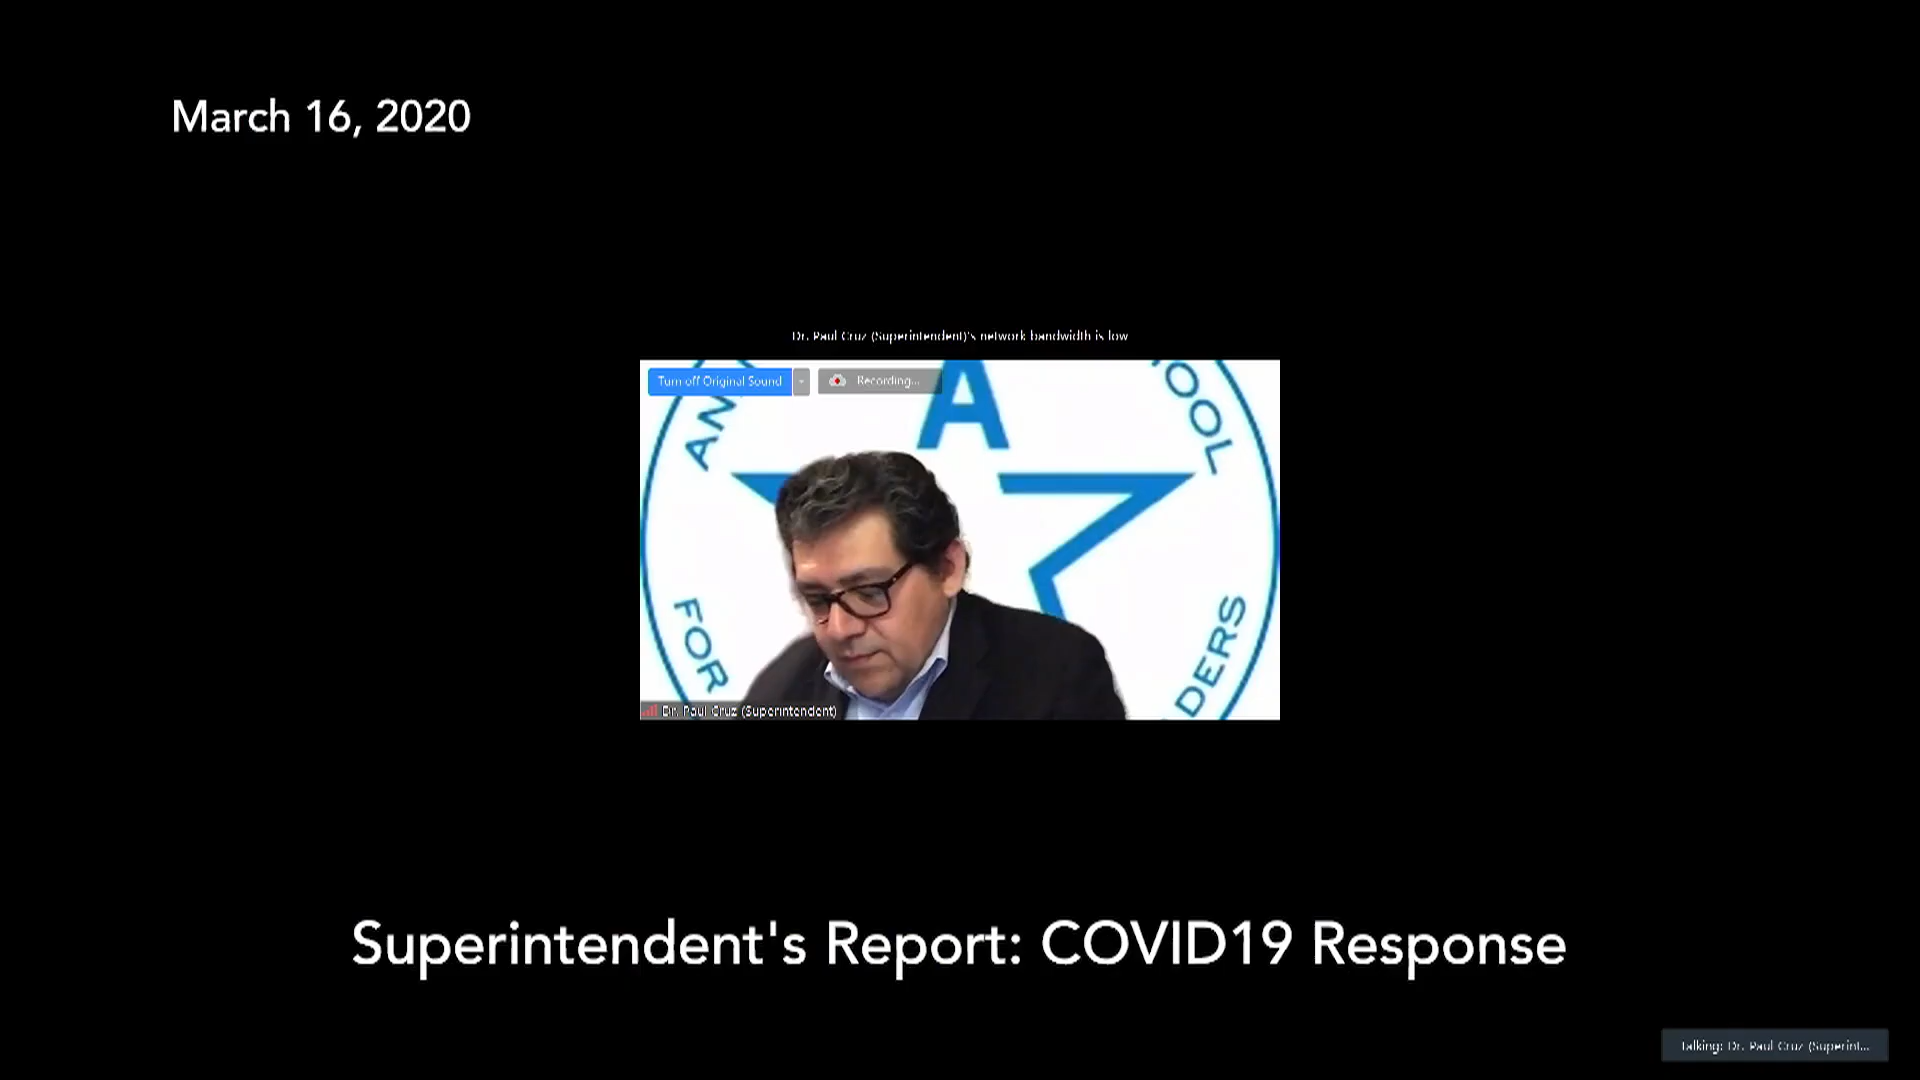 March 16, 2020
Dr. Paul Cruz (Superintendent)'s network bandwidth is low
Turn off Original Sound
Recording...
A
AN
OOL
FOR
DERS
Dr. Paul Cruz (Superintendent)
Superintendent's Report: COVID19 Response
Talking: Dr. Paul Cruz (Superint...